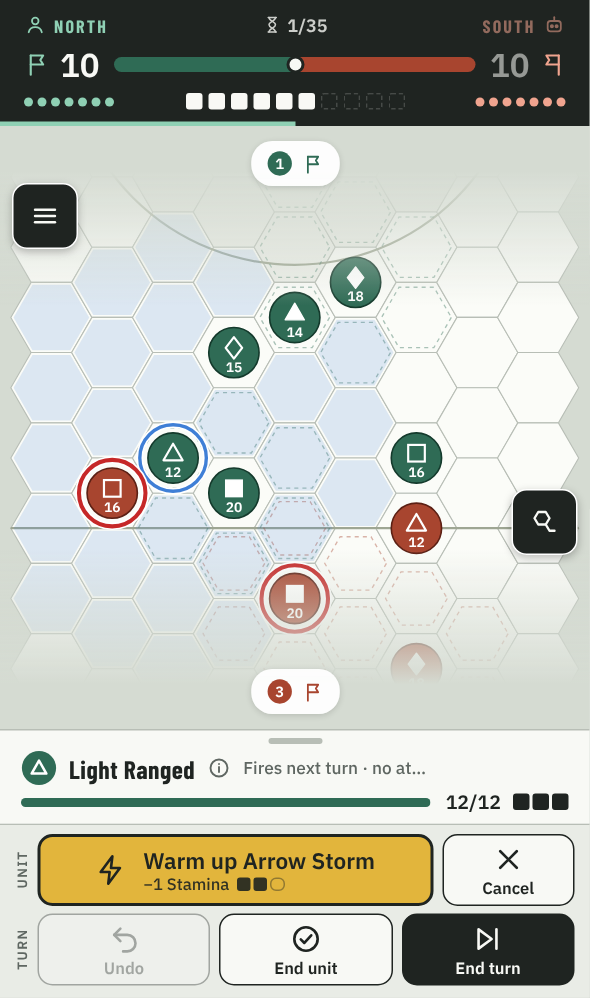 NORTH
1/35
SOUTH
10
10
1
18
14
15
12
16
16
20
12
20
3
Light Ranged
Fires next turn · no at…
12/12
UNIT
Warm up Arrow Storm
−1 Stamina
Cancel
TURN
Undo
End unit
End turn